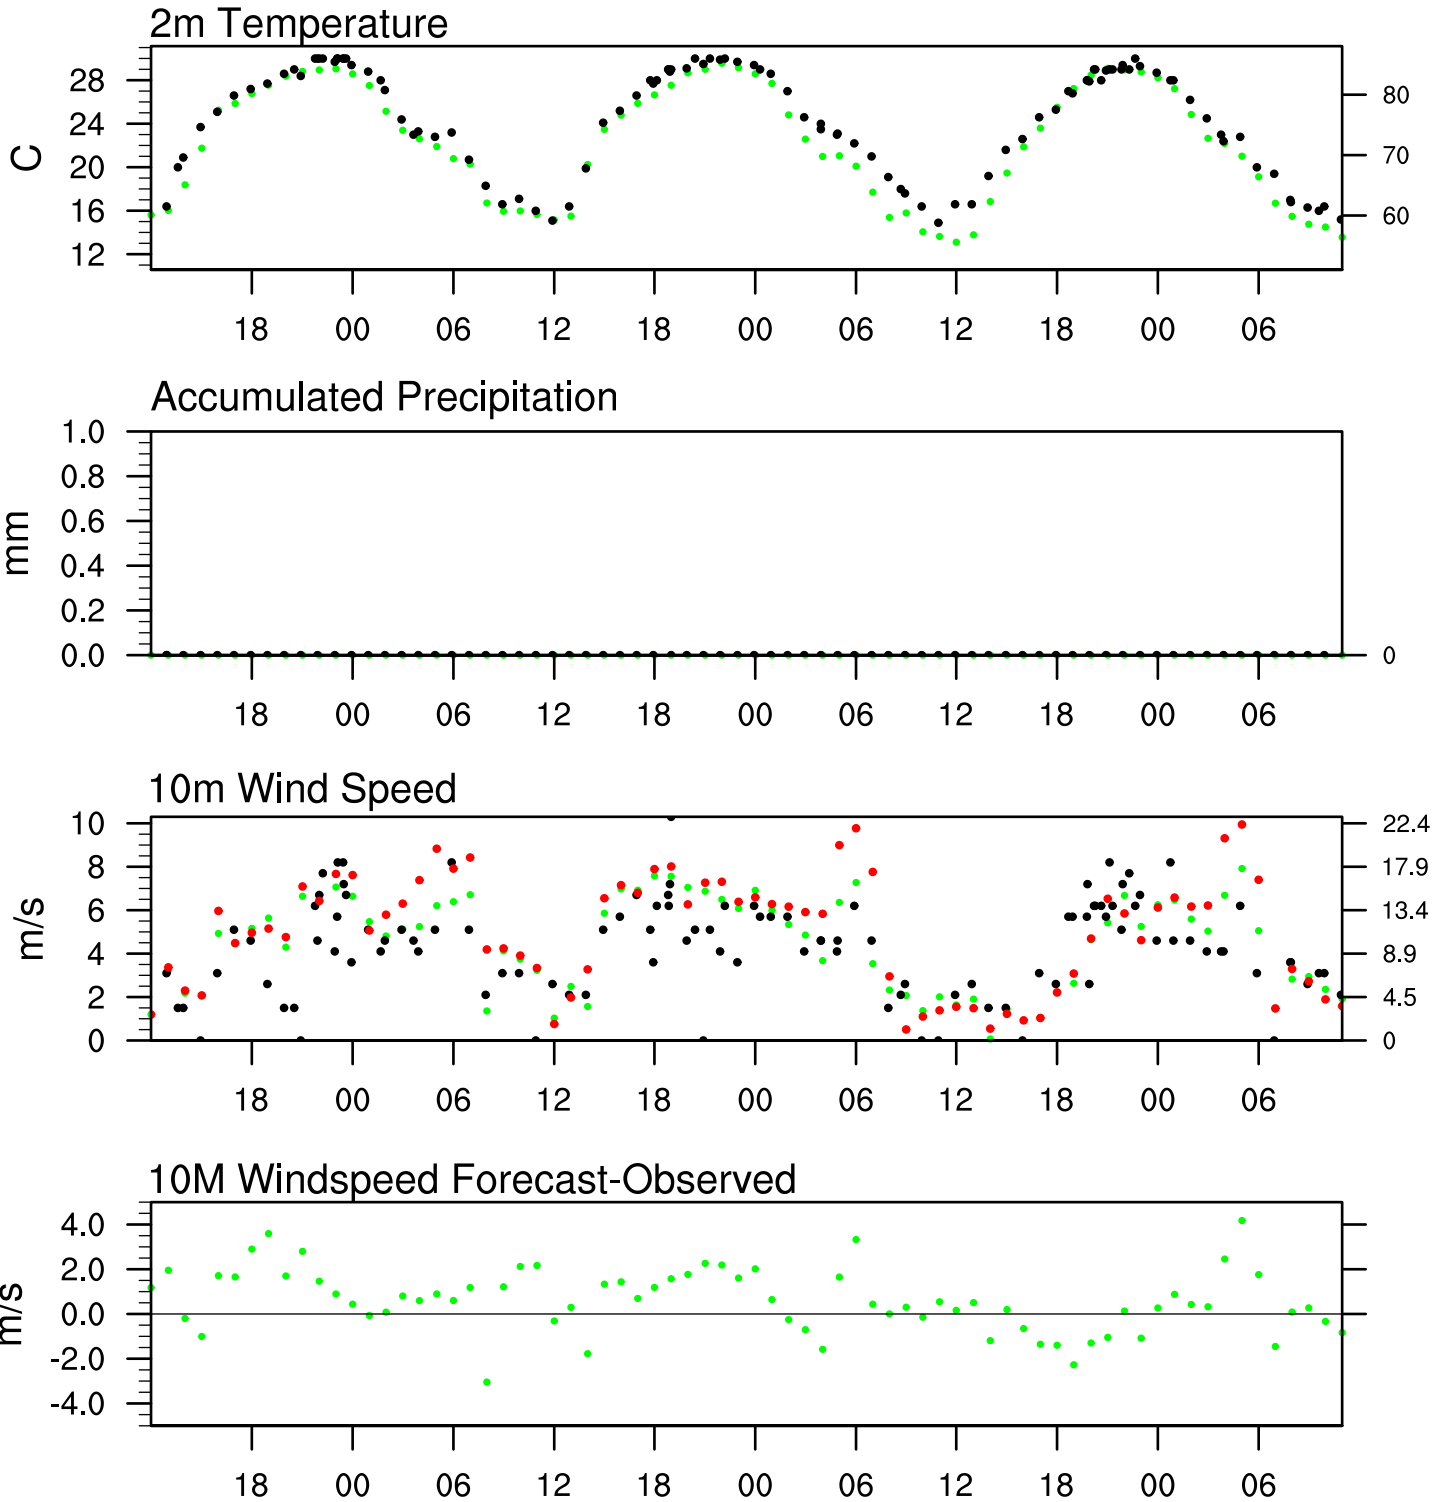 2m Temperature
C
28
24
20
16
12
80
70
60
18 00 06 12 18 00 06 12 18 00 06
Accumulated Precipitation
mm
1.0
0.8
0.6
0.4
0.2
0.0
0
18 00 06 12 18 00 06 12 18 00 06
10m Wind Speed
m/s
10
8
6
4
2
0
22.4
17.9
13.4
8.9
4.5
0
18 00 06 12 18 00 06 12 18 00 06
10M Windspeed Forecast-Observed
m/s
4.0
2.0
0.0
-2.0
-4.0
18 00 06 12 18 00 06 12 18 00 06